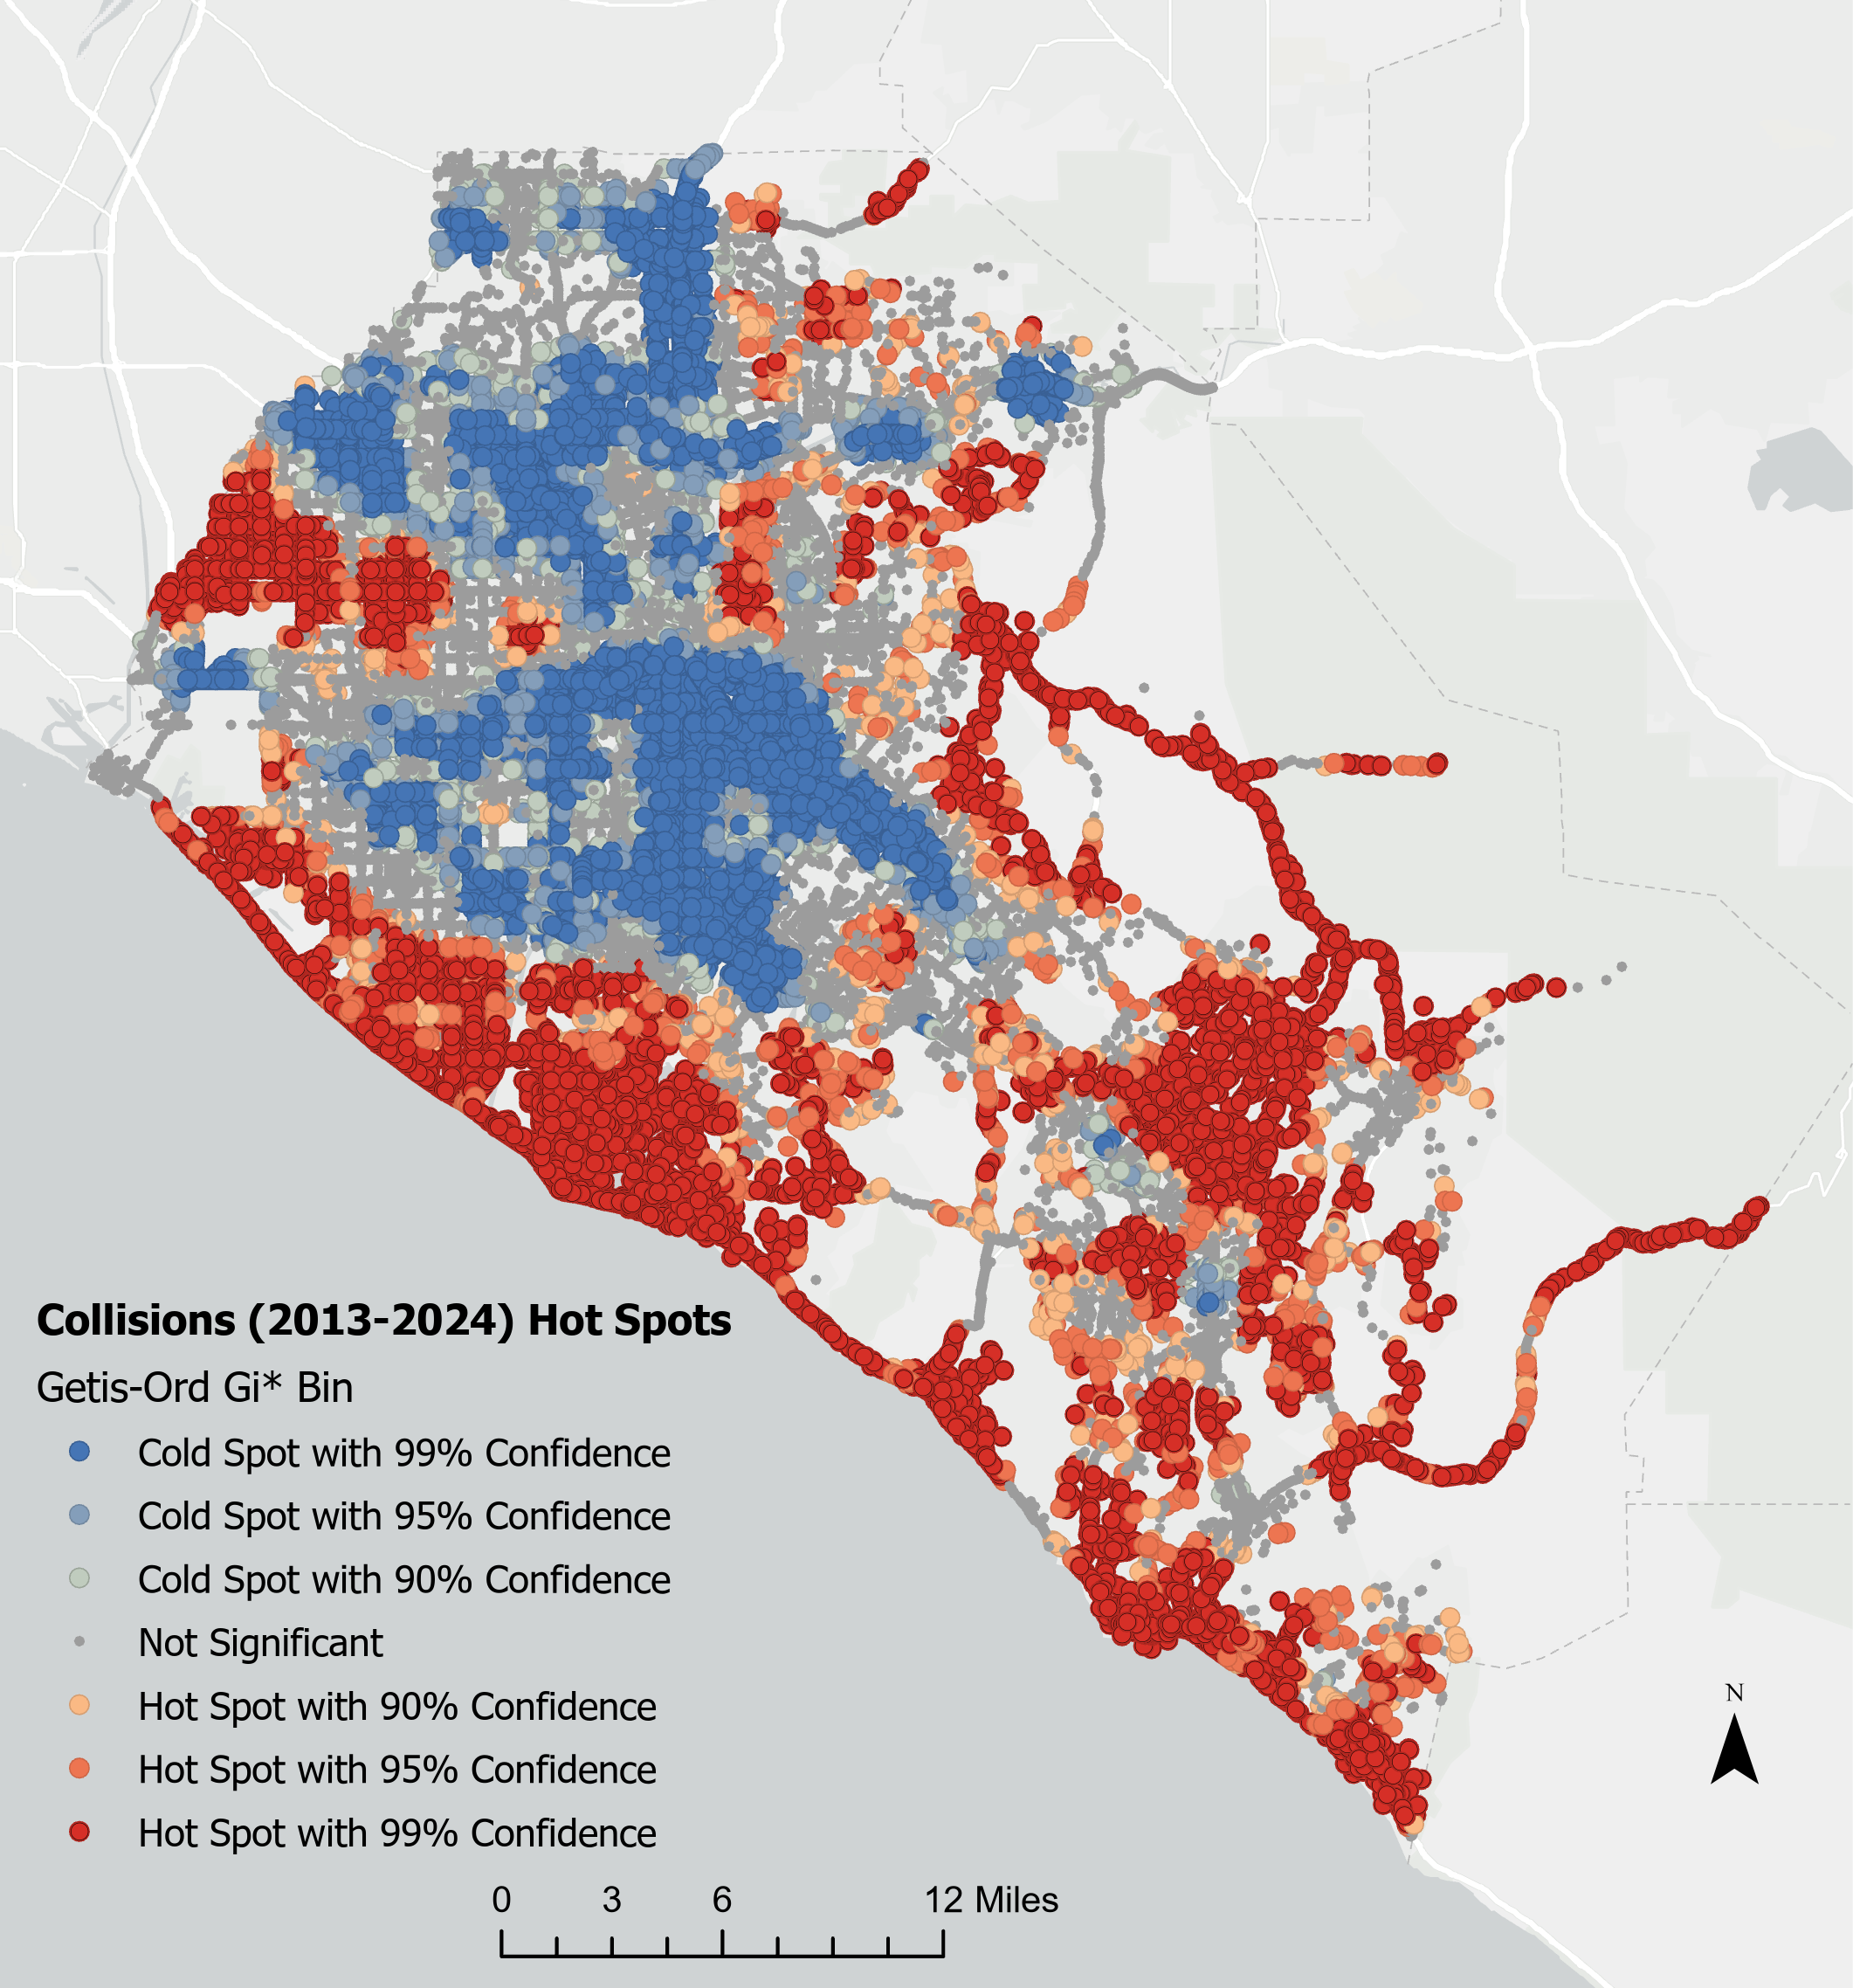 Collisions (2013-2024) Hot Spots
Getis-Ord Gi* Bin
Cold Spot with 99% Confidence
Cold Spot with 95% Confidence
Cold Spot with 90% Confidence
Not Significant
Hot Spot with 90% Confidence
Hot Spot with 95% Confidence
Hot Spot with 99% Confidence
N
0 3 6 12 Miles